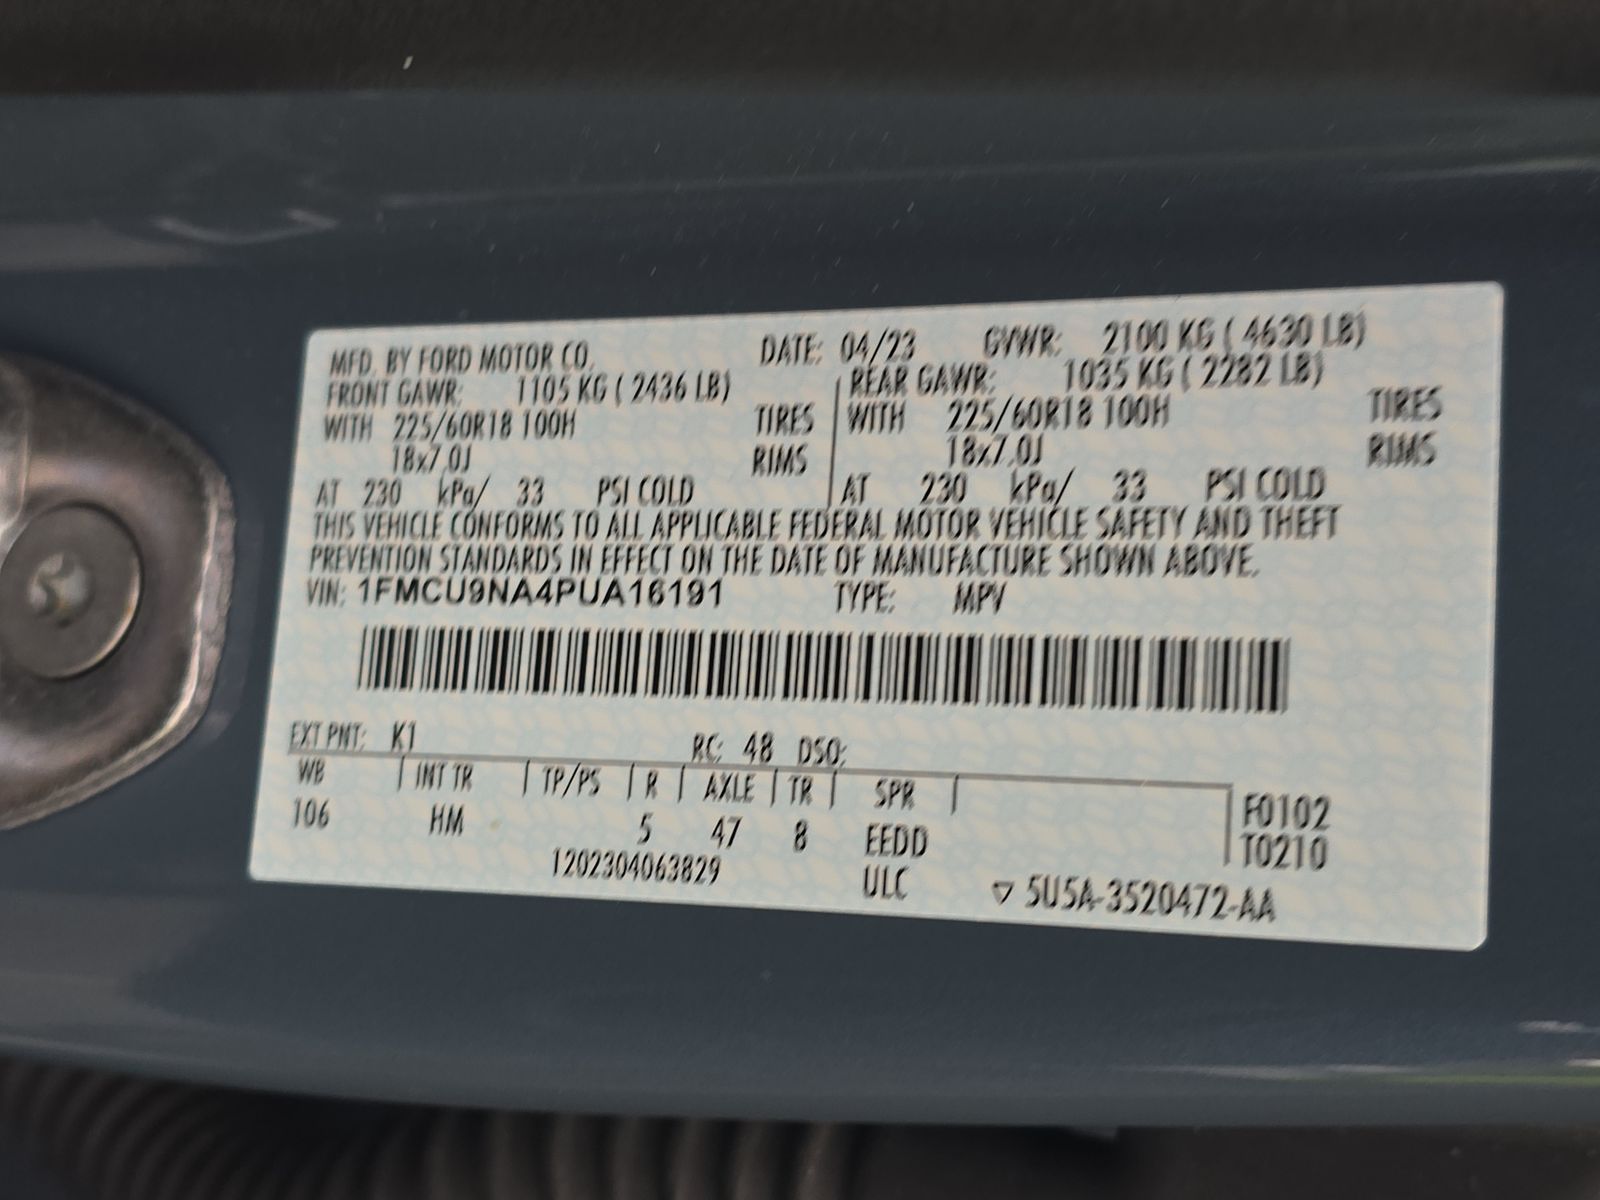 MFD. BY FORD MOTOR CO. DATE: 04/23 GVWR: 2100 KG ( 4630 LB)
FRONT GAWR: 1105 KG ( 2436 LB) REAR GAWR: 1035 KG ( 2282 LB)
WITH 225/60R18 100H TIRES WITH 225/60R18 100H TIRES
18x7.0J RIMS 18x7.0J RIMS
AT 230 kPa/ 33 PSI COLD AT 230 kPa/ 33 PSI COLD
THIS VEHICLE CONFORMS TO ALL APPLICABLE FEDERAL MOTOR VEHICLE SAFETY AND THEFT
PREVENTION STANDARDS IN EFFECT ON THE DATE OF MANUFACTURE SHOWN ABOVE.
VIN: 1FMCU9NA4PUA16191 TYPE: MPV
EXT PNT: K1 RC: 48 DSO:
WB INT TR TP/PS R AXLE TR SPR F0102
106 HM 5 47 8 EEDD T0210
1202304063829 ULC ▽ 5U5A-3520472-AA